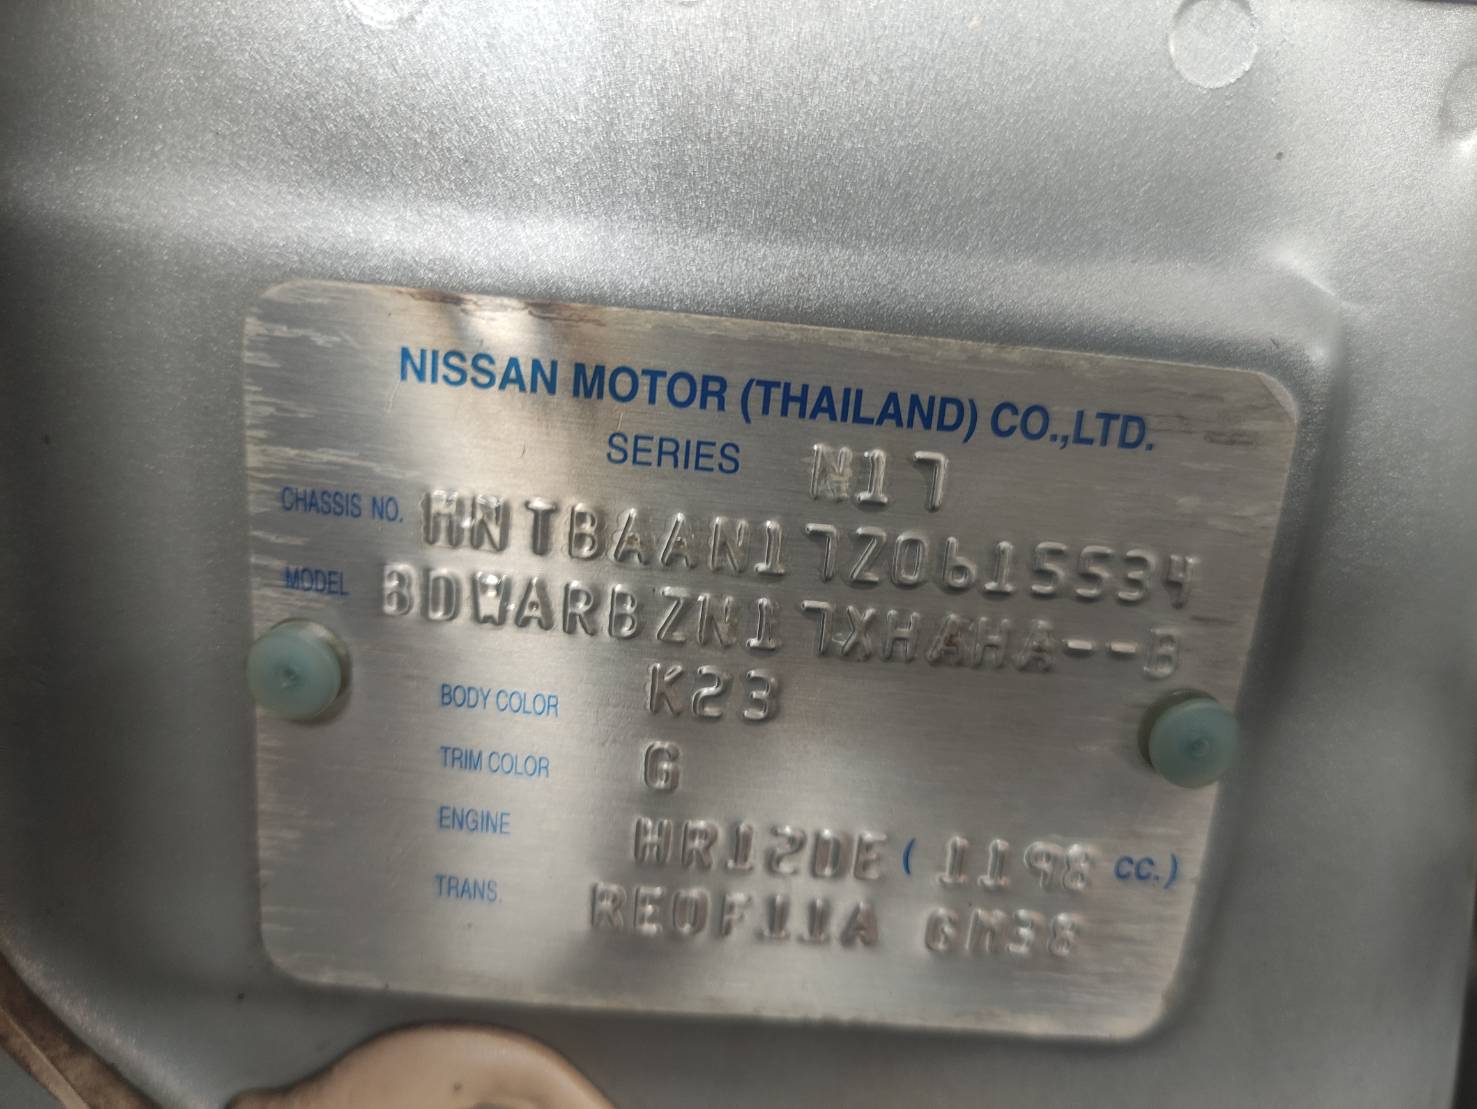 NISSAN MOTOR (THAILAND) CO.,LTD.
SERIES N17
CHASSIS NO. MNTBAAN17Z0615534
MODEL BDWARBZN17XHAHA--B
BODY COLOR K23
TRIM COLOR G
ENGINE HR12DE (1198 CC.)
TRANS. RE0F11A GM38